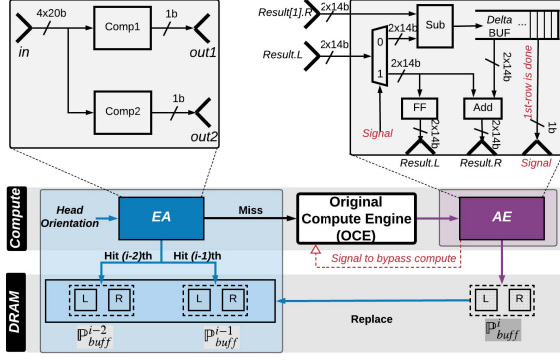 4x20b
Comp1
1b
in
out1
Comp2
1b
out2
Result[1].R
2x14b
Sub
Delta ...
BUF
Result.L
2x14b
0
2x14b
1
2x14b
2x14b
1st-row is done
FF
Add
Signal
2x14b
2x14b
1b
Result.L
Result.R
Signal
Compute
Head
Orientation
EA
Miss
Original
Compute Engine
(OCE)
AE
Hit (i-2)th
Hit (i-1)th
Signal to bypass compute
DRAM
L
R
L
R
L
R
Replace
ℙ^{i-2}_{buff}
ℙ^{i-1}_{buff}
ℙ^{i}_{buff}